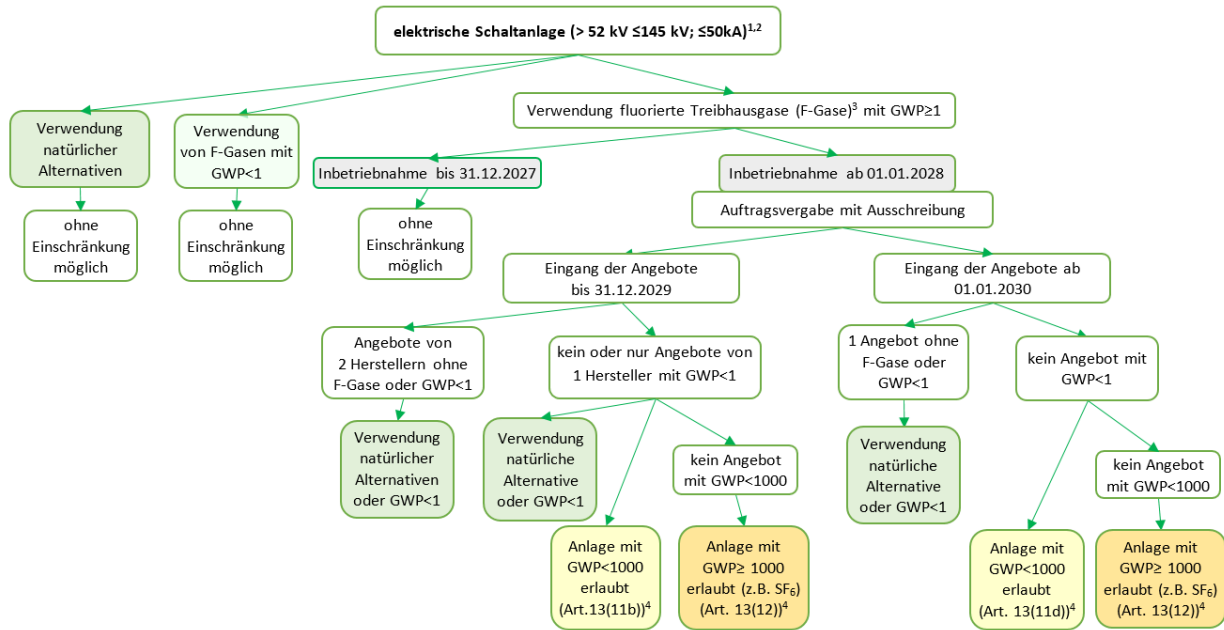 elektrische Schaltanlage (> 52 kV ≤145 kV; ≤50kA)¹,²
Verwendung fluorierte Treibhausgase (F-Gase)³ mit GWP≥1
Verwendung
natürlicher
Alternativen
Verwendung
von F-Gasen mit
GWP<1
Inbetriebnahme bis 31.12.2027
Inbetriebnahme ab 01.01.2028
ohne
Einschränkung
möglich
ohne
Einschränkung
möglich
ohne
Einschränkung
möglich
Auftragsvergabe mit Ausschreibung
Eingang der Angebote
bis 31.12.2029
Eingang der Angebote ab
01.01.2030
Angebote von
2 Herstellern ohne
F-Gase oder GWP<1
kein oder nur Angebote von
1 Hersteller mit GWP<1
1 Angebot ohne
F-Gase oder
GWP<1
kein Angebot mit
GWP<1
Verwendung
natürlicher
Alternativen
oder GWP<1
Verwendung
natürliche
Alternative
oder GWP<1
kein Angebot
mit GWP<1000
Verwendung
natürliche
Alternative
oder GWP<1
kein Angebot
mit GWP<1000
Anlage mit
GWP<1000
erlaubt
(Art.13(11b))⁴
Anlage mit
GWP≥ 1000
erlaubt (z.B. SF₆)
(Art. 13(12))⁴
Anlage mit
GWP<1000
erlaubt
(Art. 13(11d))⁴
Anlage mit
GWP≥ 1000
erlaubt (z.B. SF₆)
(Art. 13(12))⁴